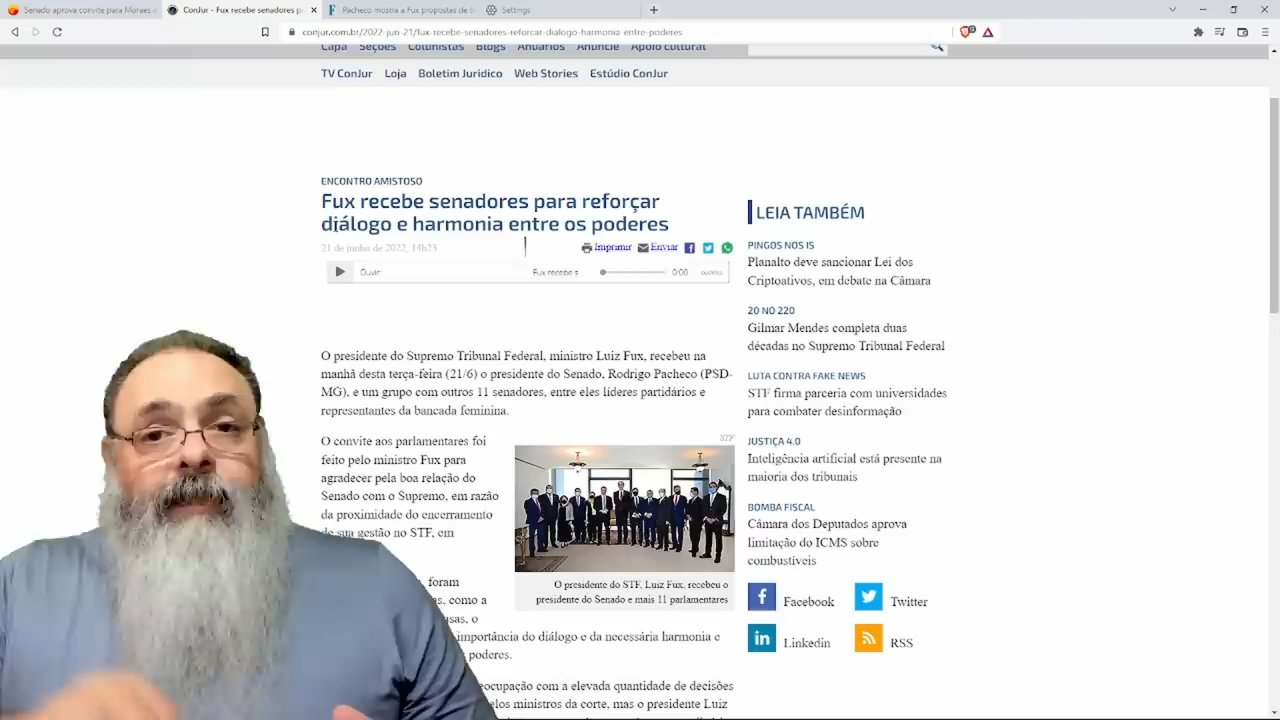 Senado aprova convite para Moraes e
ConJur - Fux recebe senadores pa
Pacheco mostra a Fux propostas de
Settings
conjur.com.br/2022-jun-21/fux-recebe-senadores-reforcar-dialogo-harmonia-entre-poderes
Capa Seções Colunistas Blogs Anuários Anuncie Apoio cultural
TV ConJur Loja Boletim Juridico Web Stories Estúdio ConJur
ENCONTRO AMISTOSO
Fux recebe senadores para reforçar
diálogo e harmonia entre os poderes
21 de junho de 2022, 14h23
Imprimir Enviar
Ouvir: Fux recebe s 0:00
O presidente do Supremo Tribunal Federal, ministro Luiz Fux, recebeu na
manhã desta terça-feira (21/6) o presidente do Senado, Rodrigo Pacheco (PSD-
MG), e um grupo com outros 11 senadores, entre eles líderes partidários e
representantes da bancada feminina.
STF
O convite aos parlamentares foi
feito pelo ministro Fux para
agradecer pela boa relação do
Senado com o Supremo, em razão
da proximidade do encerramento
de sua gestão no STF, em
O presidente do STF, Luiz Fux, recebeu o
presidente do Senado e mais 11 parlamentares
foram
como a
o
importância do diálogo e da necessária harmonia e
poderes.
eocupação com a elevada quantidade de decisões
elos ministros da corte, mas o presidente Luiz
LEIA TAMBÉM
PINGOS NOS IS
Planalto deve sancionar Lei dos
Criptoativos, em debate na Câmara
20 NO 220
Gilmar Mendes completa duas
décadas no Supremo Tribunal Federal
LUTA CONTRA FAKE NEWS
STF firma parceria com universidades
para combater desinformação
JUSTIÇA 4.0
Inteligência artificial está presente na
maioria dos tribunais
BOMBA FISCAL
Câmara dos Deputados aprova
limitação do ICMS sobre
combustíveis
Facebook Twitter
Linkedin RSS